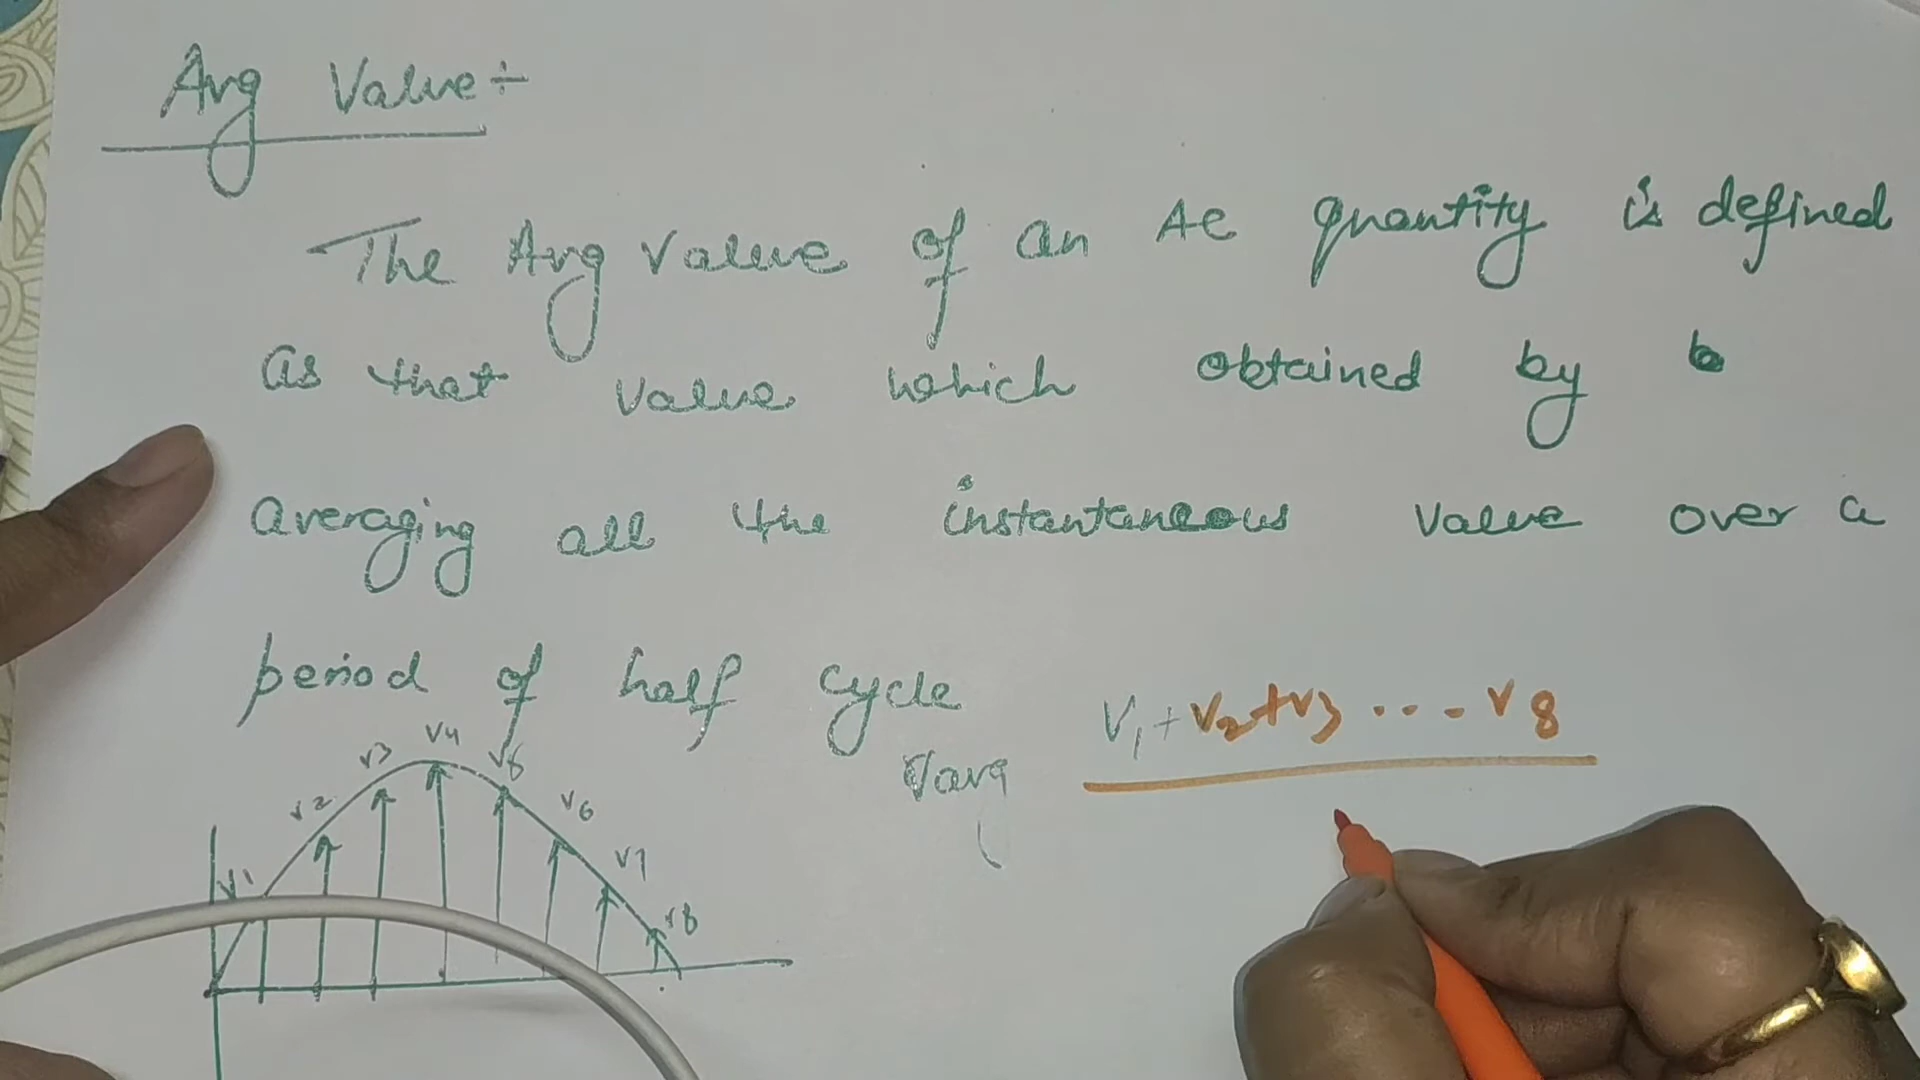 Avg Value÷
The Avg Value of an AC quantity is defined
as that value which obtained by b
averaging all the instantaneous value over a
period of half cycle
Vavg
V1+V2+V3 ... V8
V1
V2
V3
V4
V5
V6
V7
V8